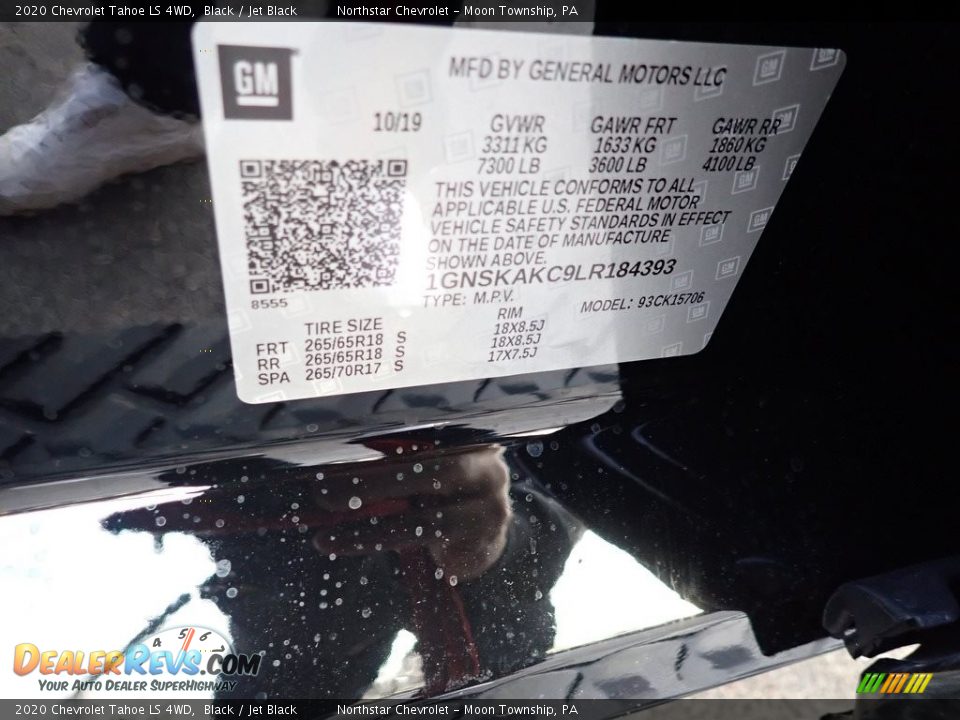 2020 Chevrolet Tahoe LS 4WD, Black / Jet Black Northstar Chevrolet - Moon Township, PA
GM
MFD BY GENERAL MOTORS LLC
10/19 GVWR GAWR FRT GAWR RR
3311 KG 1633 KG 1860 KG
7300 LB 3600 LB 4100 LB
THIS VEHICLE CONFORMS TO ALL
APPLICABLE U.S. FEDERAL MOTOR
VEHICLE SAFETY STANDARDS IN EFFECT
ON THE DATE OF MANUFACTURE
SHOWN ABOVE.
1GNSKAKC9LR184393
8555 TYPE: M.P.V. MODEL: 93CK15706
TIRE SIZE RIM
FRT 265/65R18 S 18X8.5J
RR 265/65R18 S 18X8.5J
SPA 265/70R17 S 17X7.5J
4 5 6
DealerRevs.com
Your Auto Dealer SuperHighway
2020 Chevrolet Tahoe LS 4WD, Black / Jet Black Northstar Chevrolet - Moon Township, PA